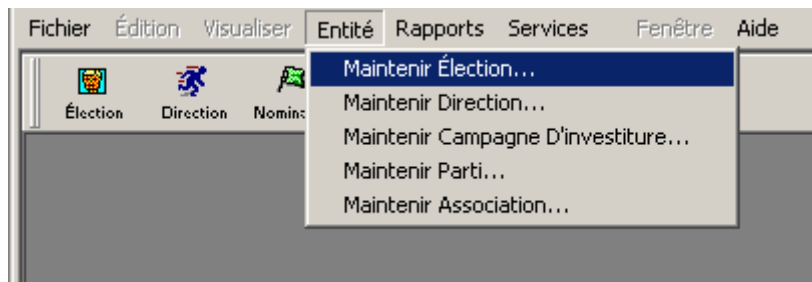 Fichier Édition Visualiser Entité Rapports Services Fenêtre Aide
Maintenir Élection...
Maintenir Direction...
Maintenir Campagne D'investiture...
Maintenir Parti...
Maintenir Association...
Élection Direction